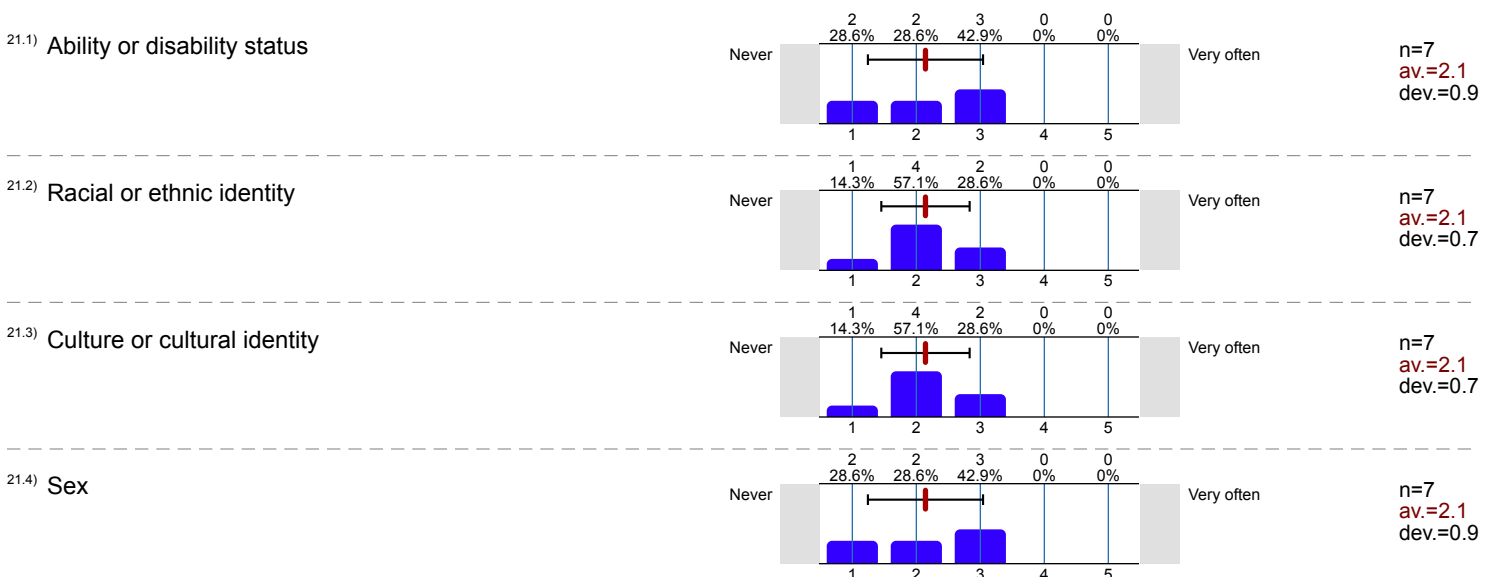 2 2 3 0 0
28.6% 28.6% 42.9% 0% 0%
21.1) Ability or disability status
Never
Very often
n=7
av.=2.1
dev.=0.9
1 2 3 4 5
1 4 2 0 0
14.3% 57.1% 28.6% 0% 0%
21.2) Racial or ethnic identity
Never
Very often
n=7
av.=2.1
dev.=0.7
1 2 3 4 5
1 4 2 0 0
14.3% 57.1% 28.6% 0% 0%
21.3) Culture or cultural identity
Never
Very often
n=7
av.=2.1
dev.=0.7
1 2 3 4 5
2 2 3 0 0
28.6% 28.6% 42.9% 0% 0%
21.4) Sex
Never
Very often
n=7
av.=2.1
dev.=0.9
1 2 3 4 5